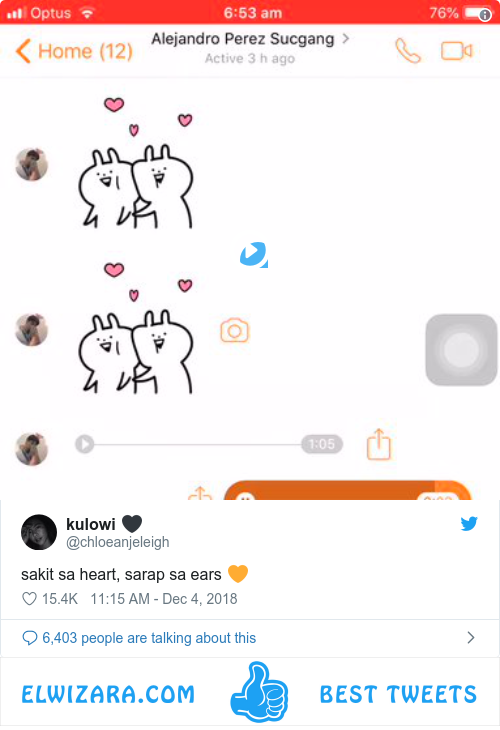 Optus 6:53 am 76%
Home (12) Alejandro Perez Sucgang
Active 3 h ago
1:05
kulowi
@chloeanjeleigh
sakit sa heart, sarap sa ears
15.4K 11:15 AM - Dec 4, 2018
6,403 people are talking about this
ELWIZARA.COM BEST TWEETS